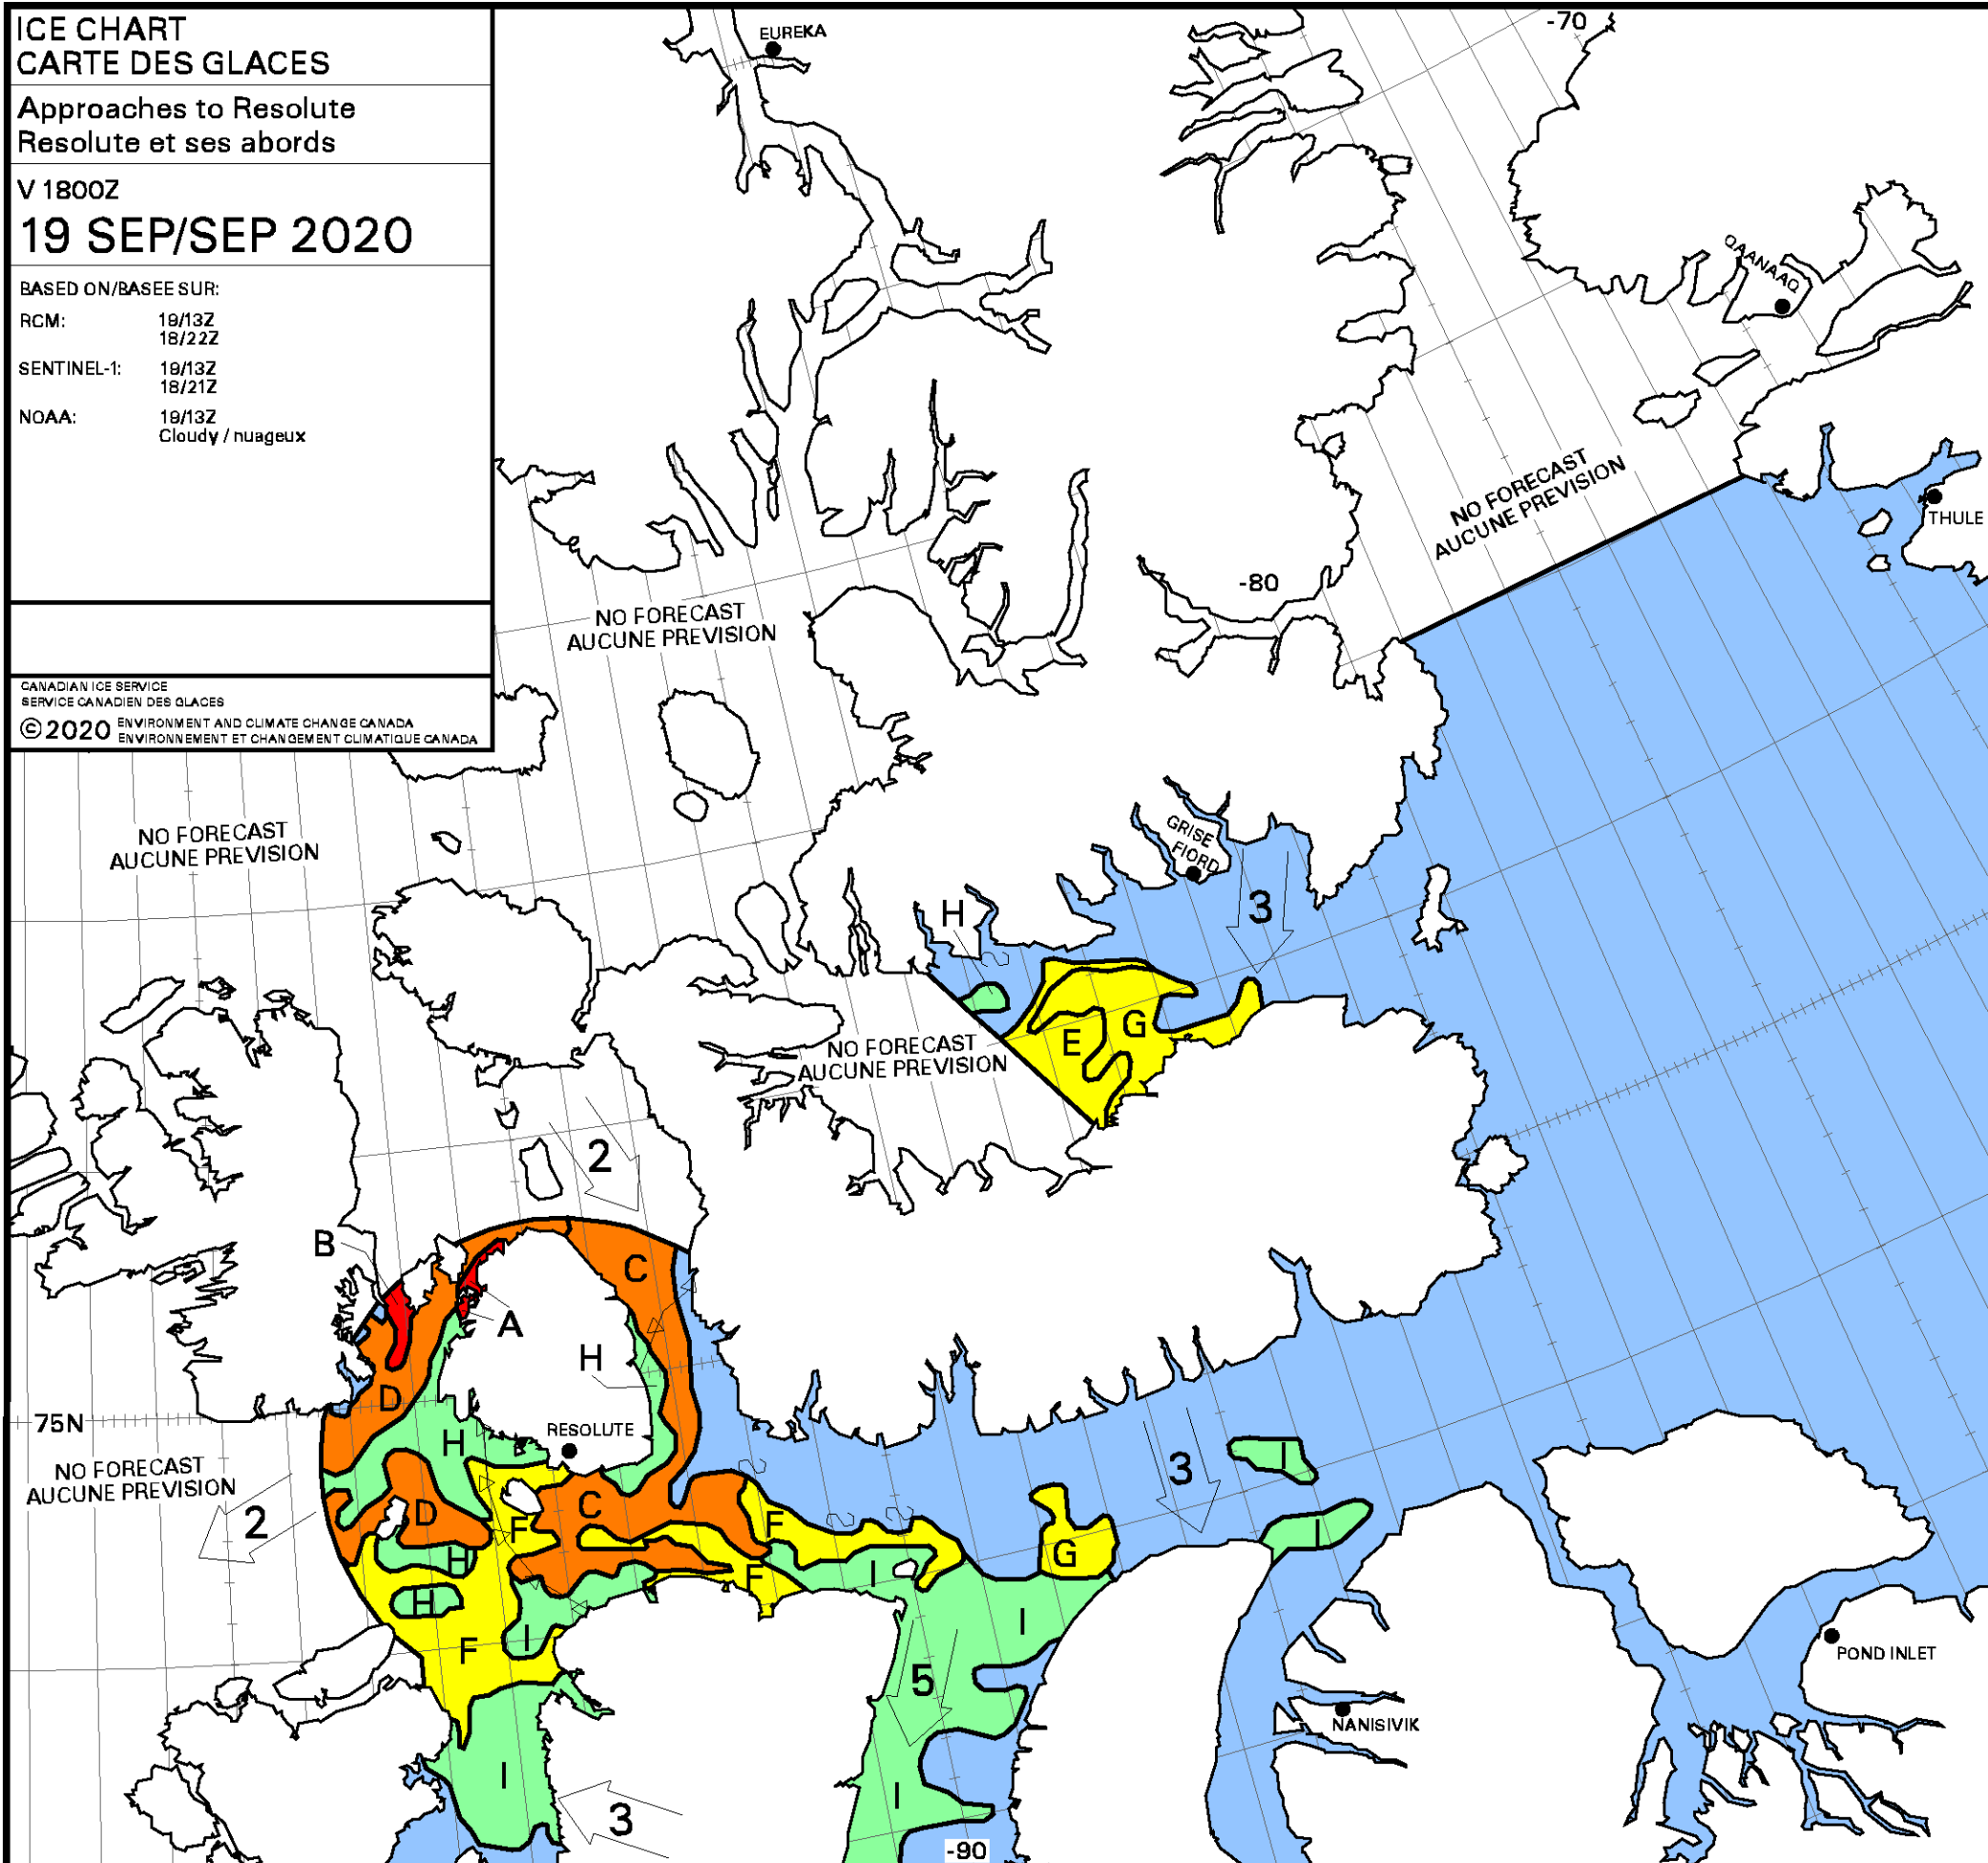 ICE CHART
CARTE DES GLACES
Approaches to Resolute
Resolute et ses abords
V 1800Z
19 SEP/SEP 2020
BASED ON/BASEE SUR:
RCM: 19/13Z
18/22Z
SENTINEL-1: 19/13Z
18/21Z
NOAA: 19/13Z
Cloudy / nuageux
CANADIAN ICE SERVICE
SERVICE CANADIEN DES GLACES
© 2020 ENVIRONMENT AND CLIMATE CHANGE CANADA
ENVIRONNEMENT ET CHANGEMENT CLIMATIQUE CANADA
EUREKA
-70
QAANAAQ
NO FORECAST
AUCUNE PREVISION
THULE
-80
NO FORECAST
AUCUNE PREVISION
NO FORECAST
AUCUNE PREVISION
GRISE
FIORD
3
H
NO FORECAST
AUCUNE PREVISION
E
G
2
B
C
A
H
D
75N
RESOLUTE
H
NO FORECAST
AUCUNE PREVISION
2
D
C
F
F
3
I
I
H
H
F
I
G
I
I
F
5
POND INLET
NANISIVIK
I
3
I
-90